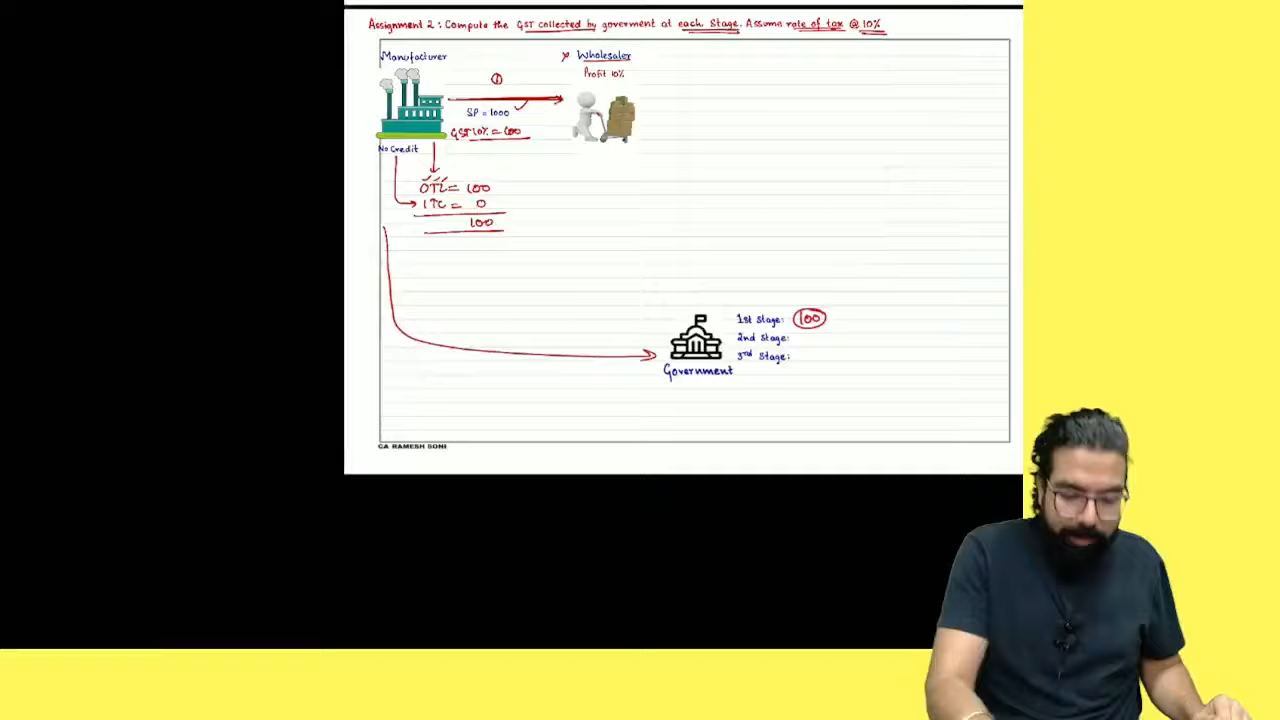 Assignment 2: Compute the GST collected by goverment at each Stage. Assume rate of tax @ 10%
Manufacturer
① 
SP = 1000
GST 10% = 100
No Credit
Wholesaler
Profit 10%
OTL = 100
ITC = 0
100
1st Stage: 100
2nd Stage:
3rd Stage:
Government
CA RAMESH SONI